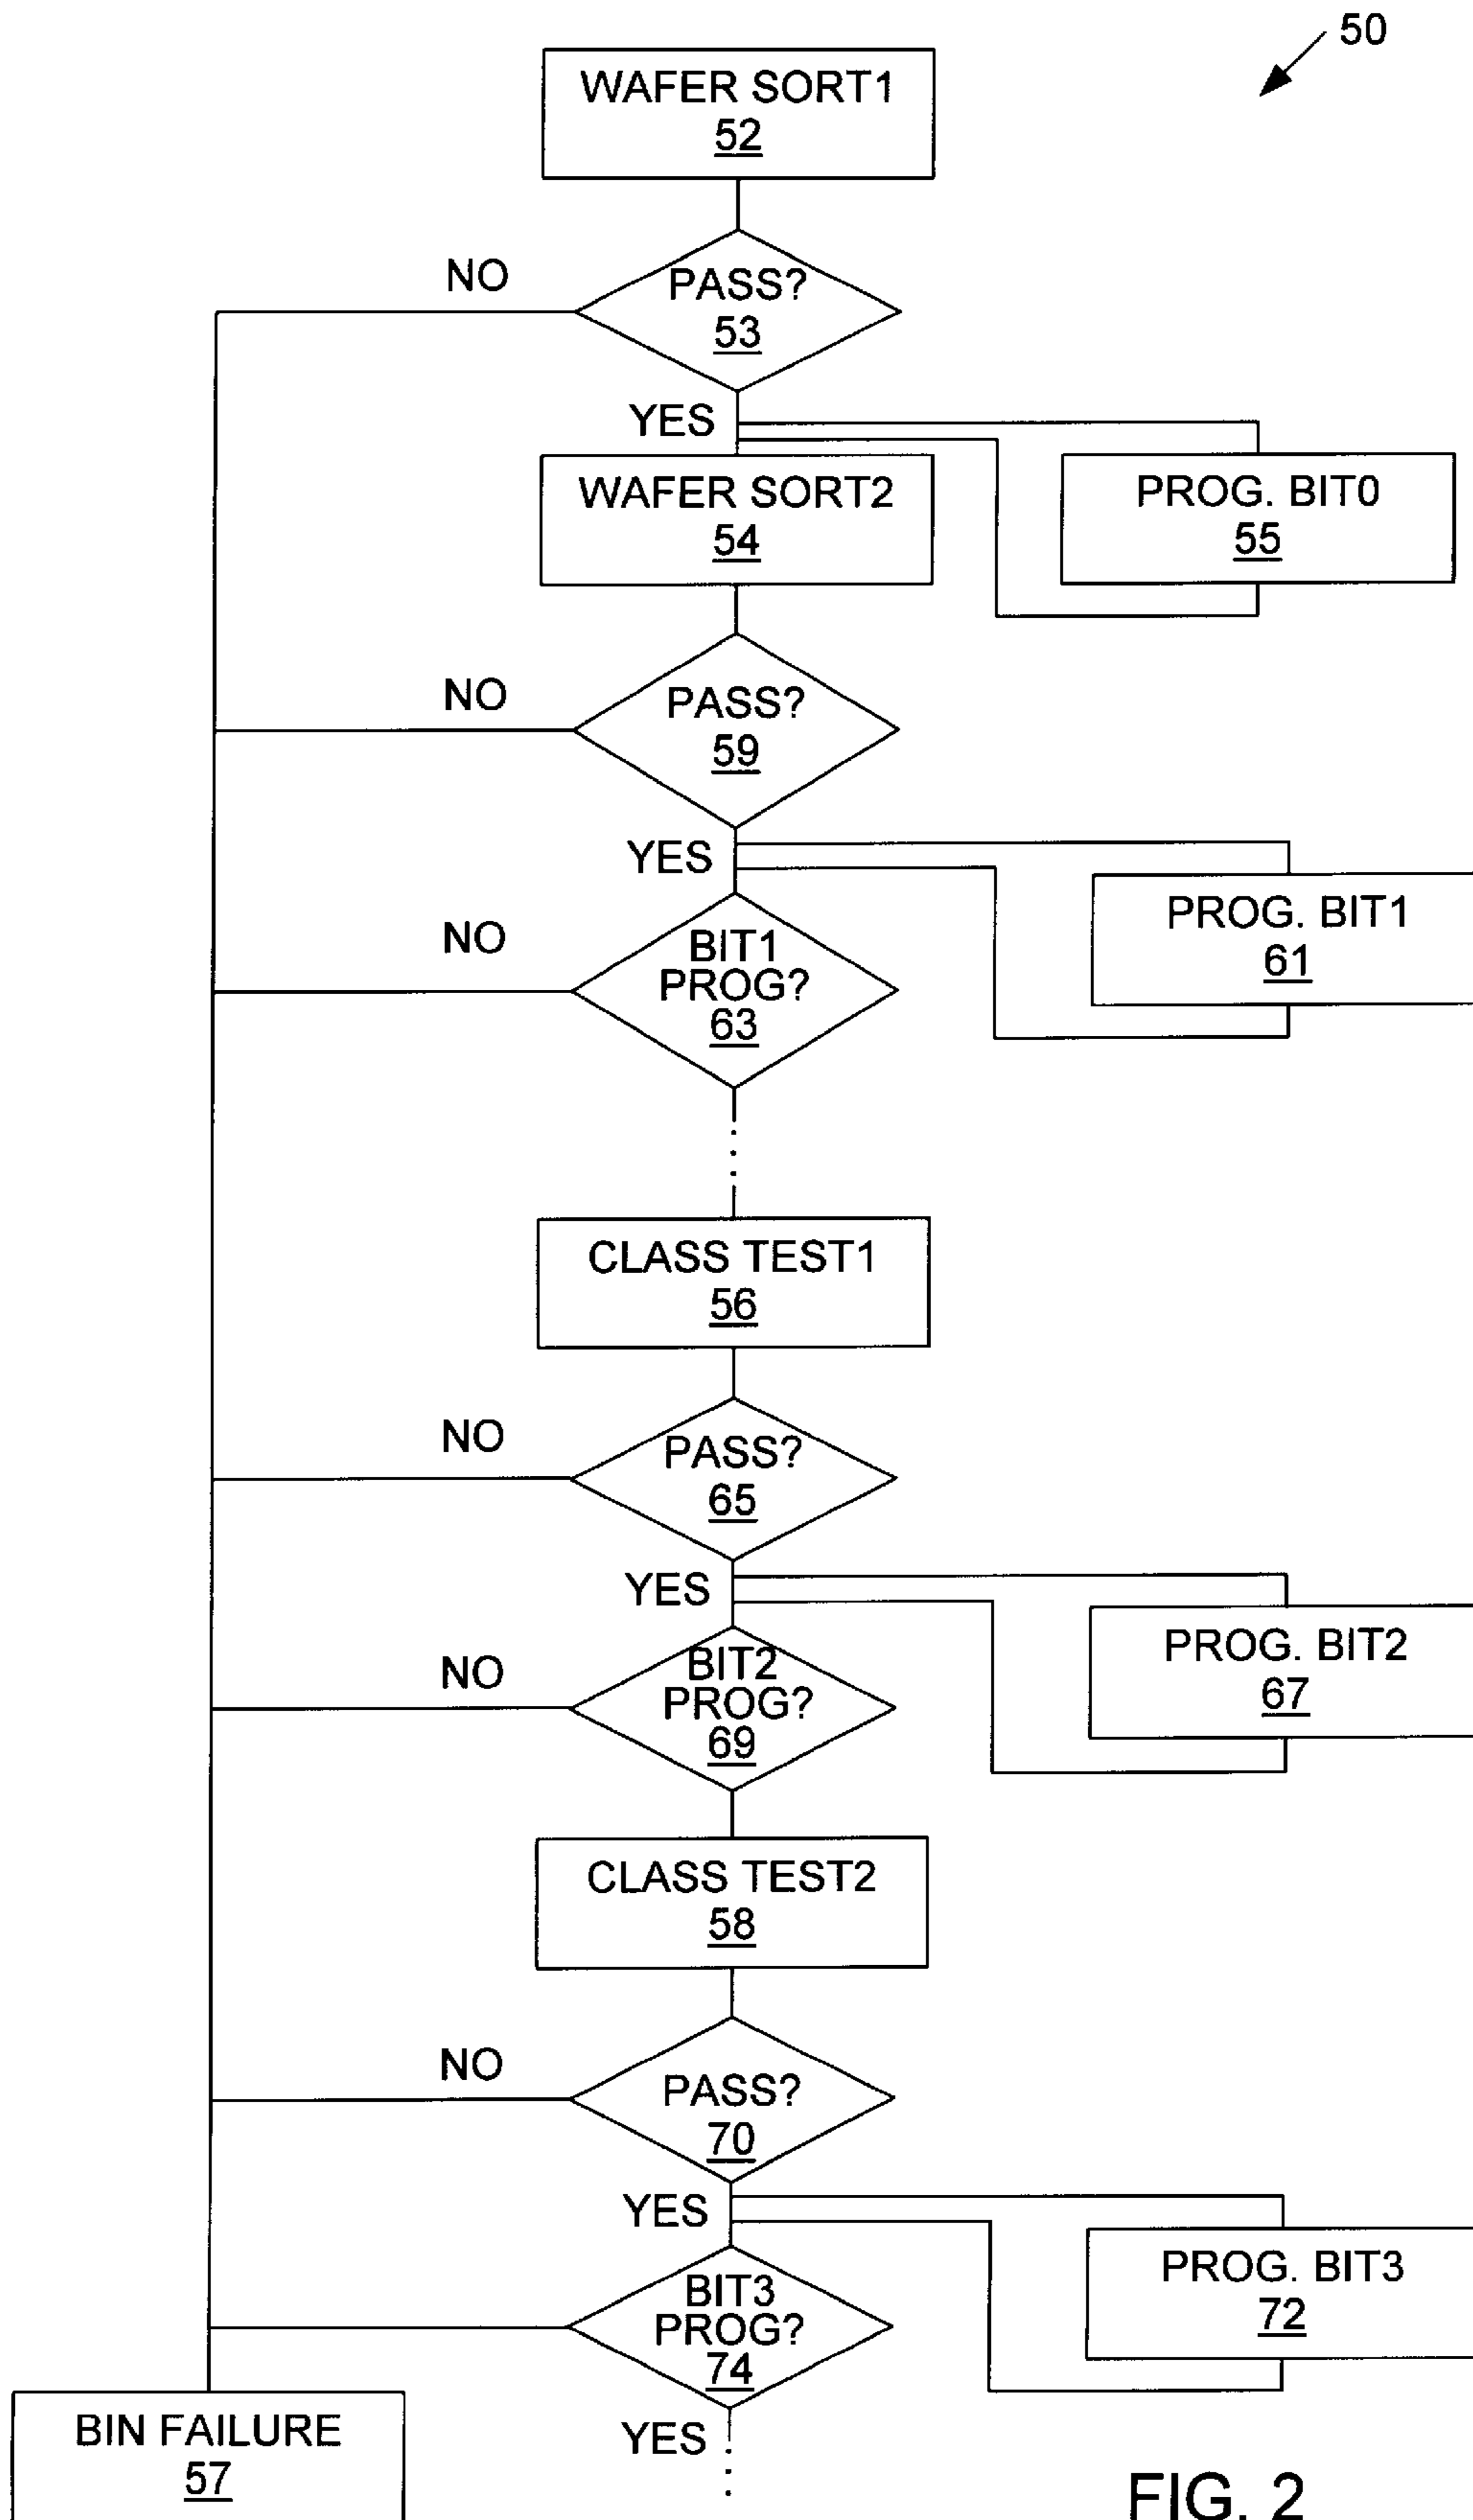 50
WAFER SORT1
52
NO
PASS?
53
YES
WAFER SORT2
54
PROG. BIT0
55
NO
PASS?
59
YES
PROG. BIT1
61
NO
BIT1
PROG?
63
CLASS TEST1
56
NO
PASS?
65
YES
PROG. BIT2
67
NO
BIT2
PROG?
69
CLASS TEST2
58
NO
PASS?
70
YES
PROG. BIT3
72
BIT3
PROG?
74
BIN FAILURE
57
YES
FIG. 2